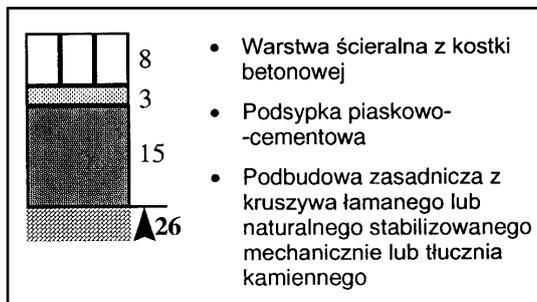 8
3
15
26
• Warstwa ścieralna z kostki
betonowej
• Podsypka piaskowo-
-cementowa
• Podbudowa zasadnicza z
kruszywa łamanego lub
naturalnego stabilizowanego
mechanicznie lub tłucznia
kamiennego